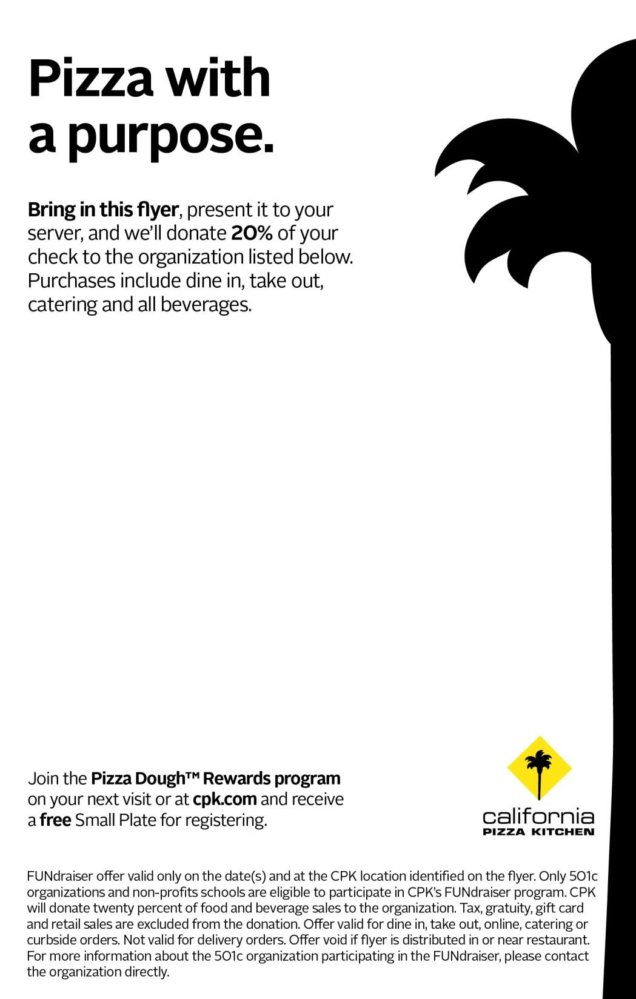 Pizza with
a purpose.
Bring in this flyer, present it to your
server, and we'll donate 20% of your
check to the organization listed below.
Purchases include dine in, take out,
catering and all beverages.
Join the Pizza Dough™ Rewards program
on your next visit or at cpk.com and receive
a free Small Plate for registering.
california
PIZZA KITCHEN
FUNdraiser offer valid only on the date(s) and at the CPK location identified on the flyer. Only 501c
organizations and non-profits schools are eligible to participate in CPK's FUNdraiser program. CPK
will donate twenty percent of food and beverage sales to the organization. Tax, gratuity, gift card
and retail sales are excluded from the donation. Offer valid for dine in, take out, online, catering or
curbside orders. Not valid for delivery orders. Offer void if flyer is distributed in or near restaurant.
For more information about the 501c organization participating in the FUNdraiser, please contact
the organization directly.